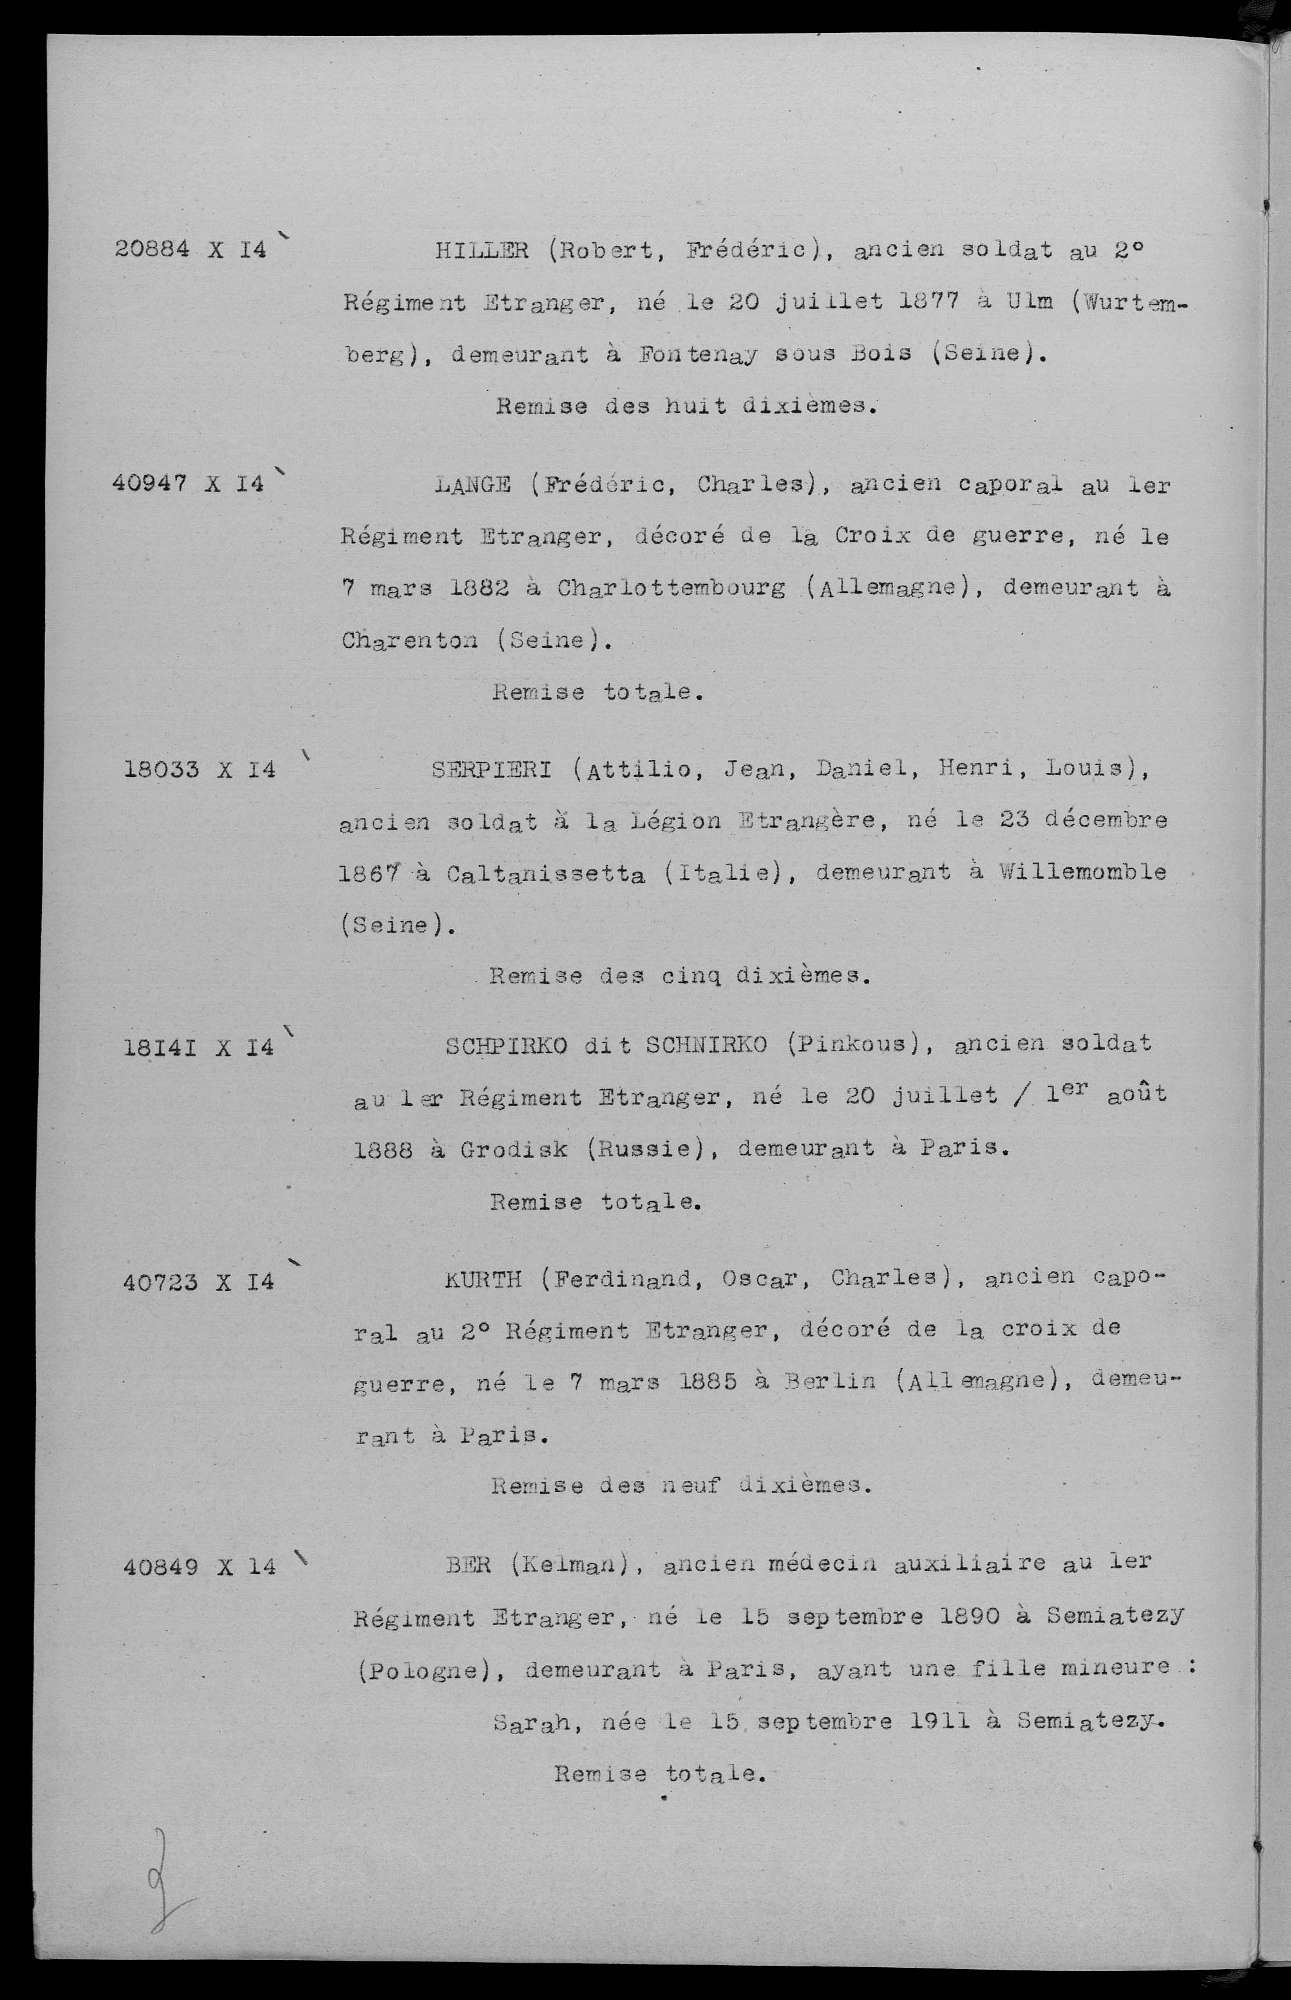 20884 X I4 HILLER (Robert, Frédéric), ancien soldat au 2°
Régiment Etranger, né le 20 juillet 1877 à Ulm (Wurtem-
berg), demeurant à Fontenay sous Bois (Seine).
Remise des huit dixièmes.
40947 X I4 LANGE (Frédéric, Charles), ancien caporal au 1er
Régiment Etranger, décoré de la Croix de guerre, né le
7 mars 1882 à Charlottembourg (Allemagne), demeurant à
Charenton (Seine).
Remise totale.
18033 X I4 SERPIERI (Attilio, Jean, Daniel, Henri, Louis),
ancien soldat à la Légion Etrangère, né le 23 décembre
1867 à Caltanissetta (Italie), demeurant à Willemomble
(Seine).
Remise des cinq dixièmes.
18I4I X I4 SCHPIRKO dit SCHNIRKO (Pinkous), ancien soldat
au 1er Régiment Etranger, né le 20 juillet / 1er août
1888 à Grodisk (Russie), demeurant à Paris.
Remise totale.
40723 X I4 KURTH (Ferdinand, Oscar, Charles), ancien capo-
ral au 2° Régiment Etranger, décoré de la croix de
guerre, né le 7 mars 1885 à Berlin (Allemagne), demeu-
rant à Paris.
Remise des neuf dixièmes.
40849 X 14 BER (Kelman), ancien médecin auxiliaire au 1er
Régiment Etranger, né le 15 septembre 1890 à Semiatezy
(Pologne), demeurant à Paris, ayant une fille mineure :
Sarah, née le 15 septembre 1911 à Semiatezy.
Remise totale.